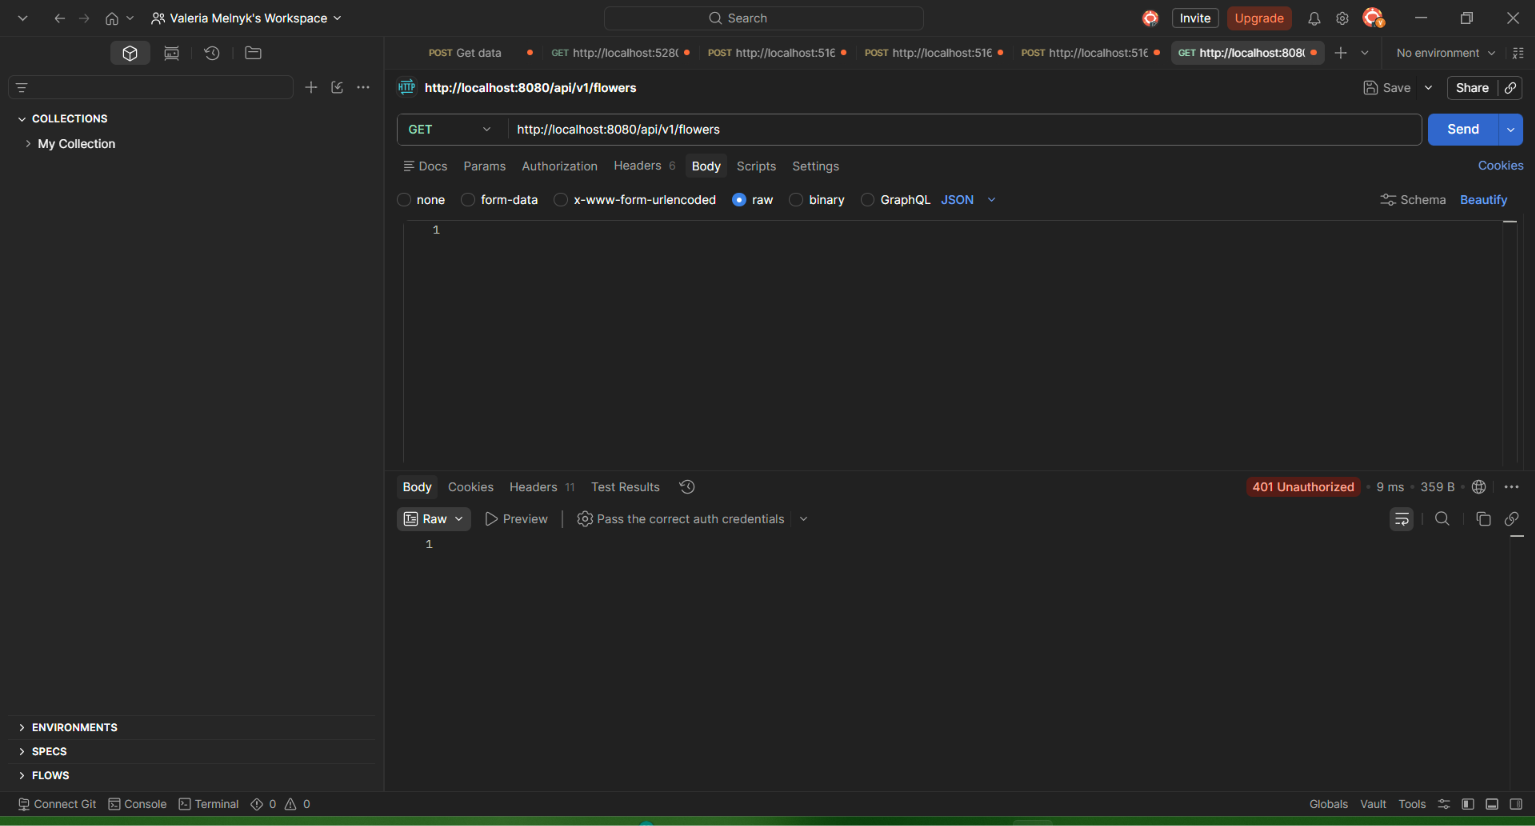 Valeria Melnyk's Workspace
Search
Invite
Upgrade
POST Get data
GET http://localhost:528
POST http://localhost:516
POST http://localhost:516
POST http://localhost:516
GET http://localhost:808
No environment
HTTP http://localhost:8080/api/v1/flowers
Save
Share
COLLECTIONS
My Collection
GET http://localhost:8080/api/v1/flowers
Send
Docs Params Authorization Headers 6 Body Scripts Settings
Cookies
none form-data x-www-form-urlencoded raw binary GraphQL JSON
Schema Beautify
1
Body Cookies Headers 11 Test Results
401 Unauthorized • 9 ms • 359 B •
Raw Preview Pass the correct auth credentials
1
ENVIRONMENTS
SPECS
FLOWS
Connect Git Console Terminal 0 0
Globals Vault Tools